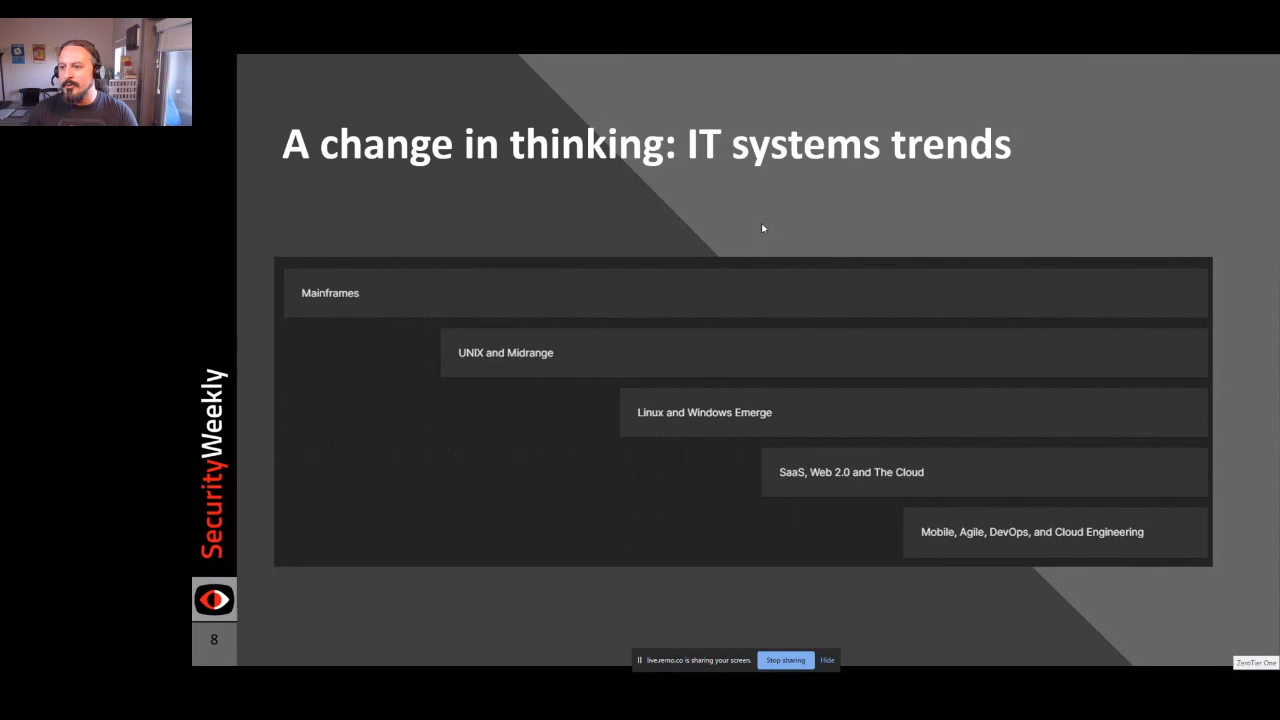 A change in thinking: IT systems trends
Mainframes
UNIX and Midrange
Linux and Windows Emerge
SaaS, Web 2.0 and The Cloud
Mobile, Agile, DevOps, and Cloud Engineering
SecurityWeekly
8
live.remo.co is sharing your screen.
Stop sharing
Hide
ZeroTier One